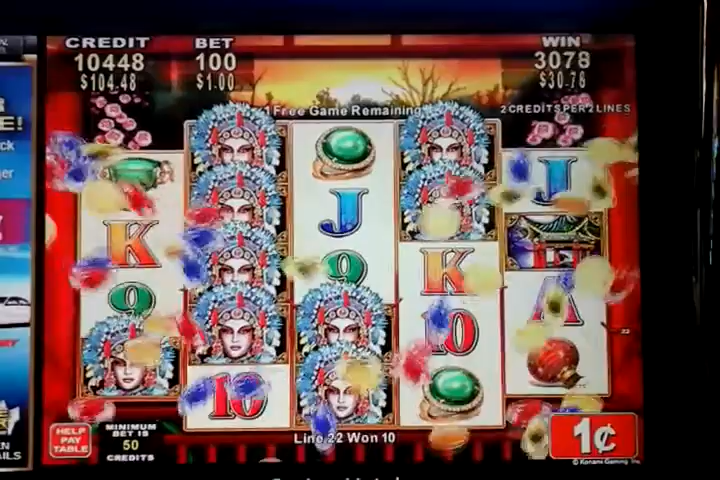 CREDIT
BET
WIN
10448
100
3078
$104.48
$1.00
$30.78
1 Free Game Remaining
2 CREDITS PER 2 LINES
J
J
K
K
9
9
10
A
10
Line 22 Won 10
HELP
PAY
TABLE
MINIMUM
BET IS
50
CREDITS
1¢
© Konami Gaming, Inc.
E!